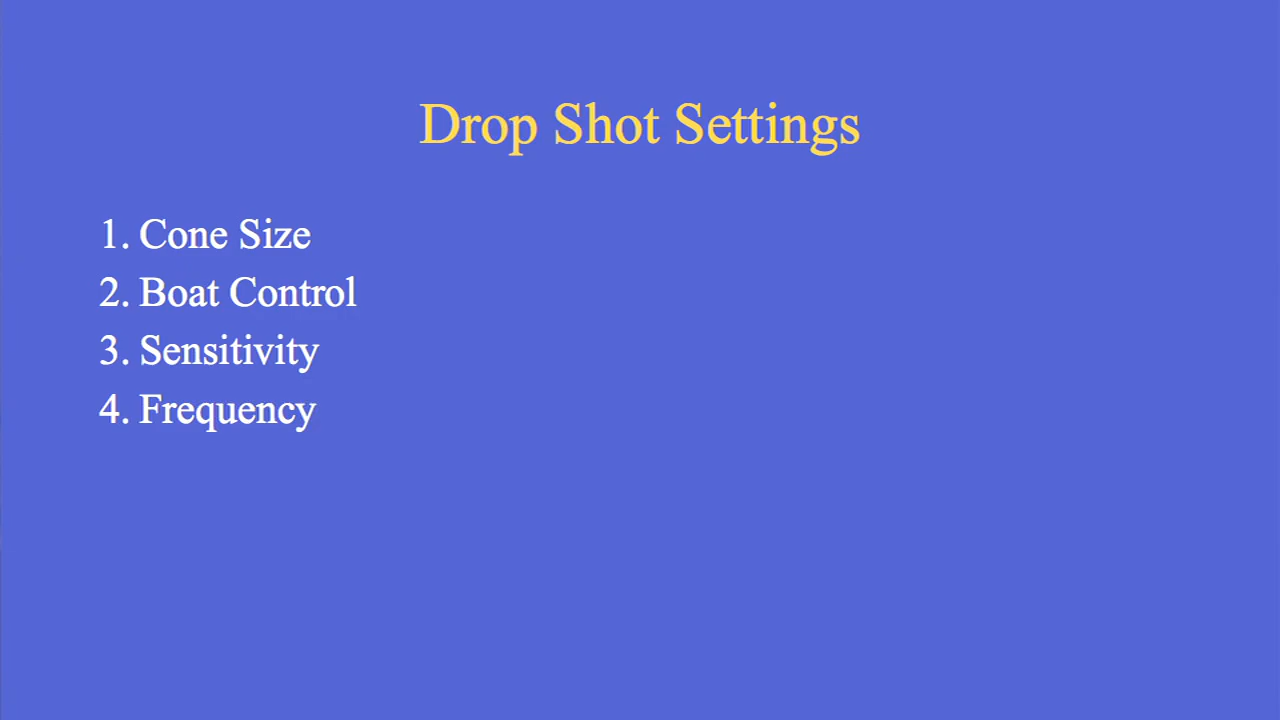 Drop Shot Settings
1. Cone Size
2. Boat Control
3. Sensitivity
4. Frequency